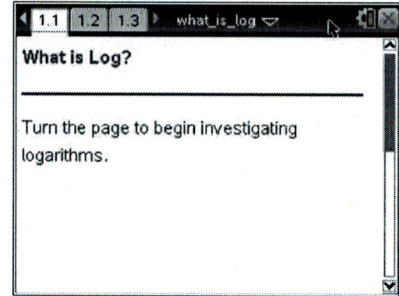 1.1 1.2 1.3 what_is_log
What is Log?
Turn the page to begin investigating
logarithms.